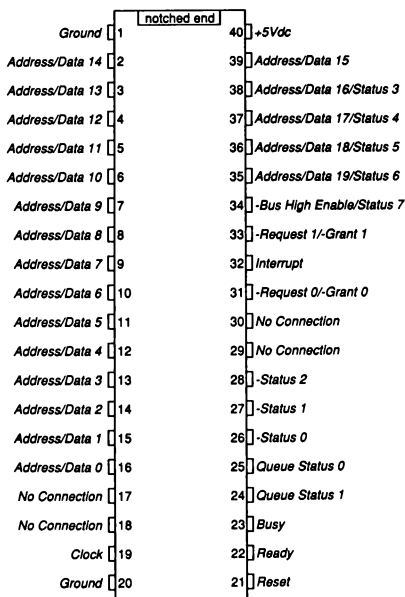 notched end
Ground 1 40 +5Vdc
Address/Data 14 2 39 Address/Data 15
Address/Data 13 3 38 Address/Data 16/Status 3
Address/Data 12 4 37 Address/Data 17/Status 4
Address/Data 11 5 36 Address/Data 18/Status 5
Address/Data 10 6 35 Address/Data 19/Status 6
Address/Data 9 7 34 -Bus High Enable/Status 7
Address/Data 8 8 33 -Request 1/-Grant 1
Address/Data 7 9 32 Interrupt
Address/Data 6 10 31 -Request 0/-Grant 0
Address/Data 5 11 30 No Connection
Address/Data 4 12 29 No Connection
Address/Data 3 13 28 -Status 2
Address/Data 2 14 27 -Status 1
Address/Data 1 15 26 -Status 0
Address/Data 0 16 25 Queue Status 0
No Connection 17 24 Queue Status 1
No Connection 18 23 Busy
Clock 19 22 Ready
Ground 20 21 Reset